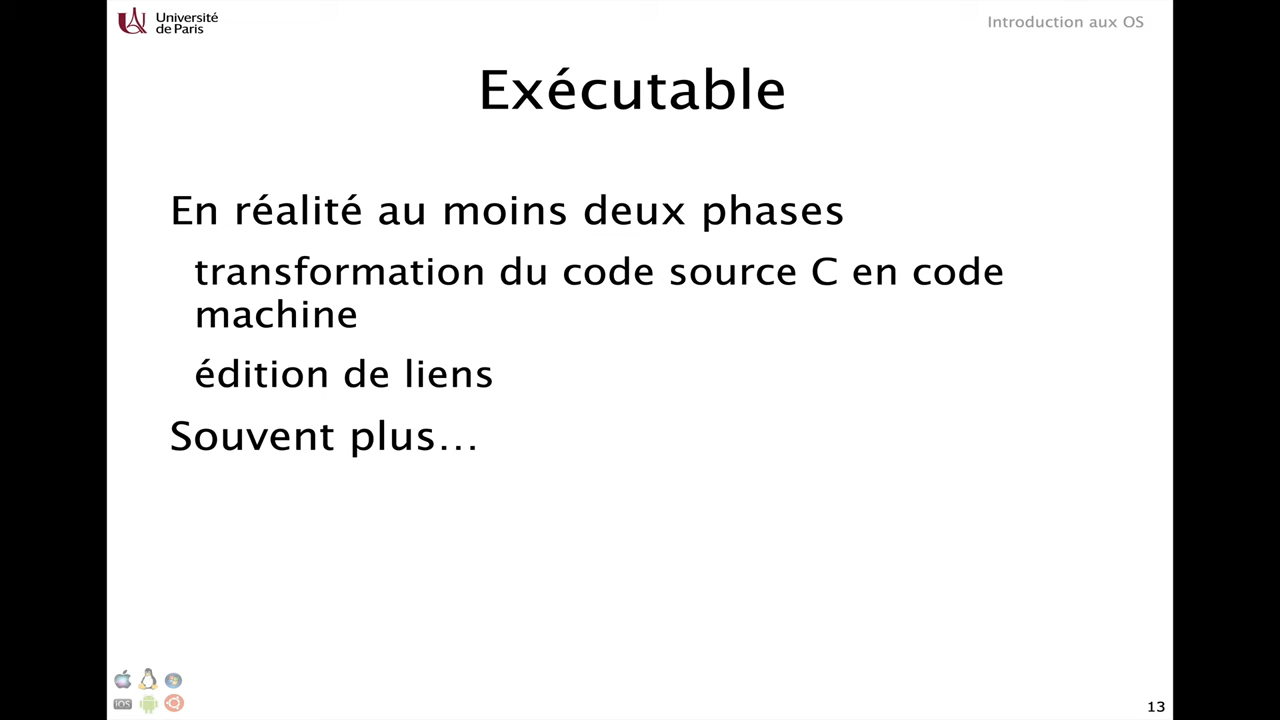 Université
de Paris
Introduction aux OS
Exécutable
En réalité au moins deux phases
transformation du code source C en code
machine
édition de liens
Souvent plus…
iOS
13